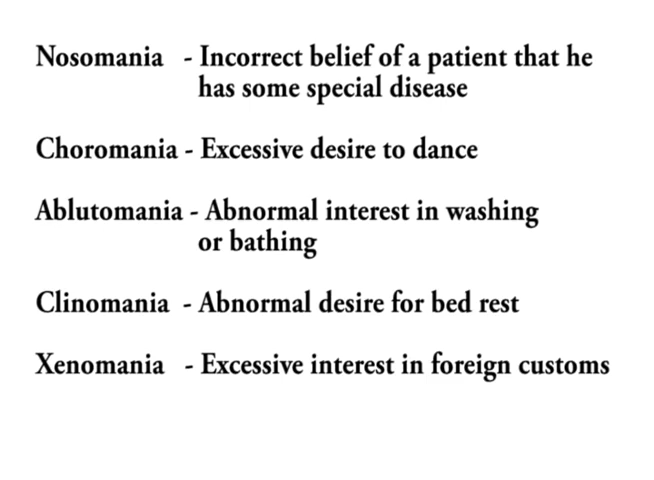 Nosomania - Incorrect belief of a patient that he
has some special disease
Choromania - Excessive desire to dance
Ablutomania - Abnormal interest in washing
or bathing
Clinomania - Abnormal desire for bed rest
Xenomania - Excessive interest in foreign customs